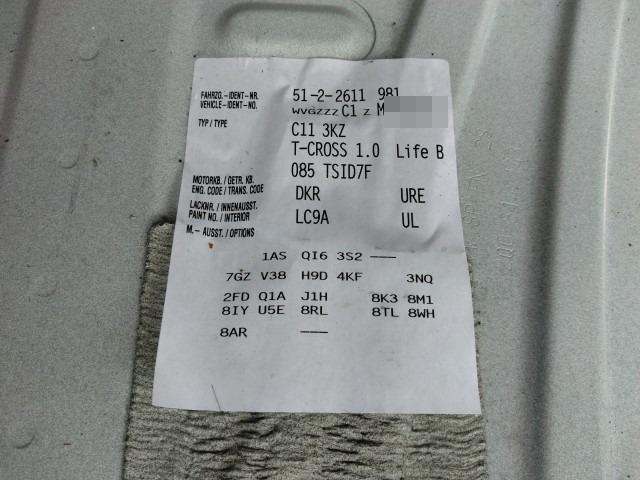 FAHRZG.-IDENT-NR. 51-2-2611 981
VEHICLE-IDENT-NO. WVGZZZ C1 Z M
TYP / TYPE C11 3KZ
T-CROSS 1.0 Life B
085 TSID7F
MOTORKB. / GETR. KB.
ENG. CODE / TRANS. CODE DKR URE
LACKNR. / INNENAUSST.
PAINT NO. / INTERIOR LC9A UL
M.- AUSST. / OPTIONS
1AS QI6 3S2 ---
7GZ V38 H9D 4KF 3NQ
2FD Q1A J1H 8K3 8M1
8IY U5E 8RL 8TL 8WH
8AR ---